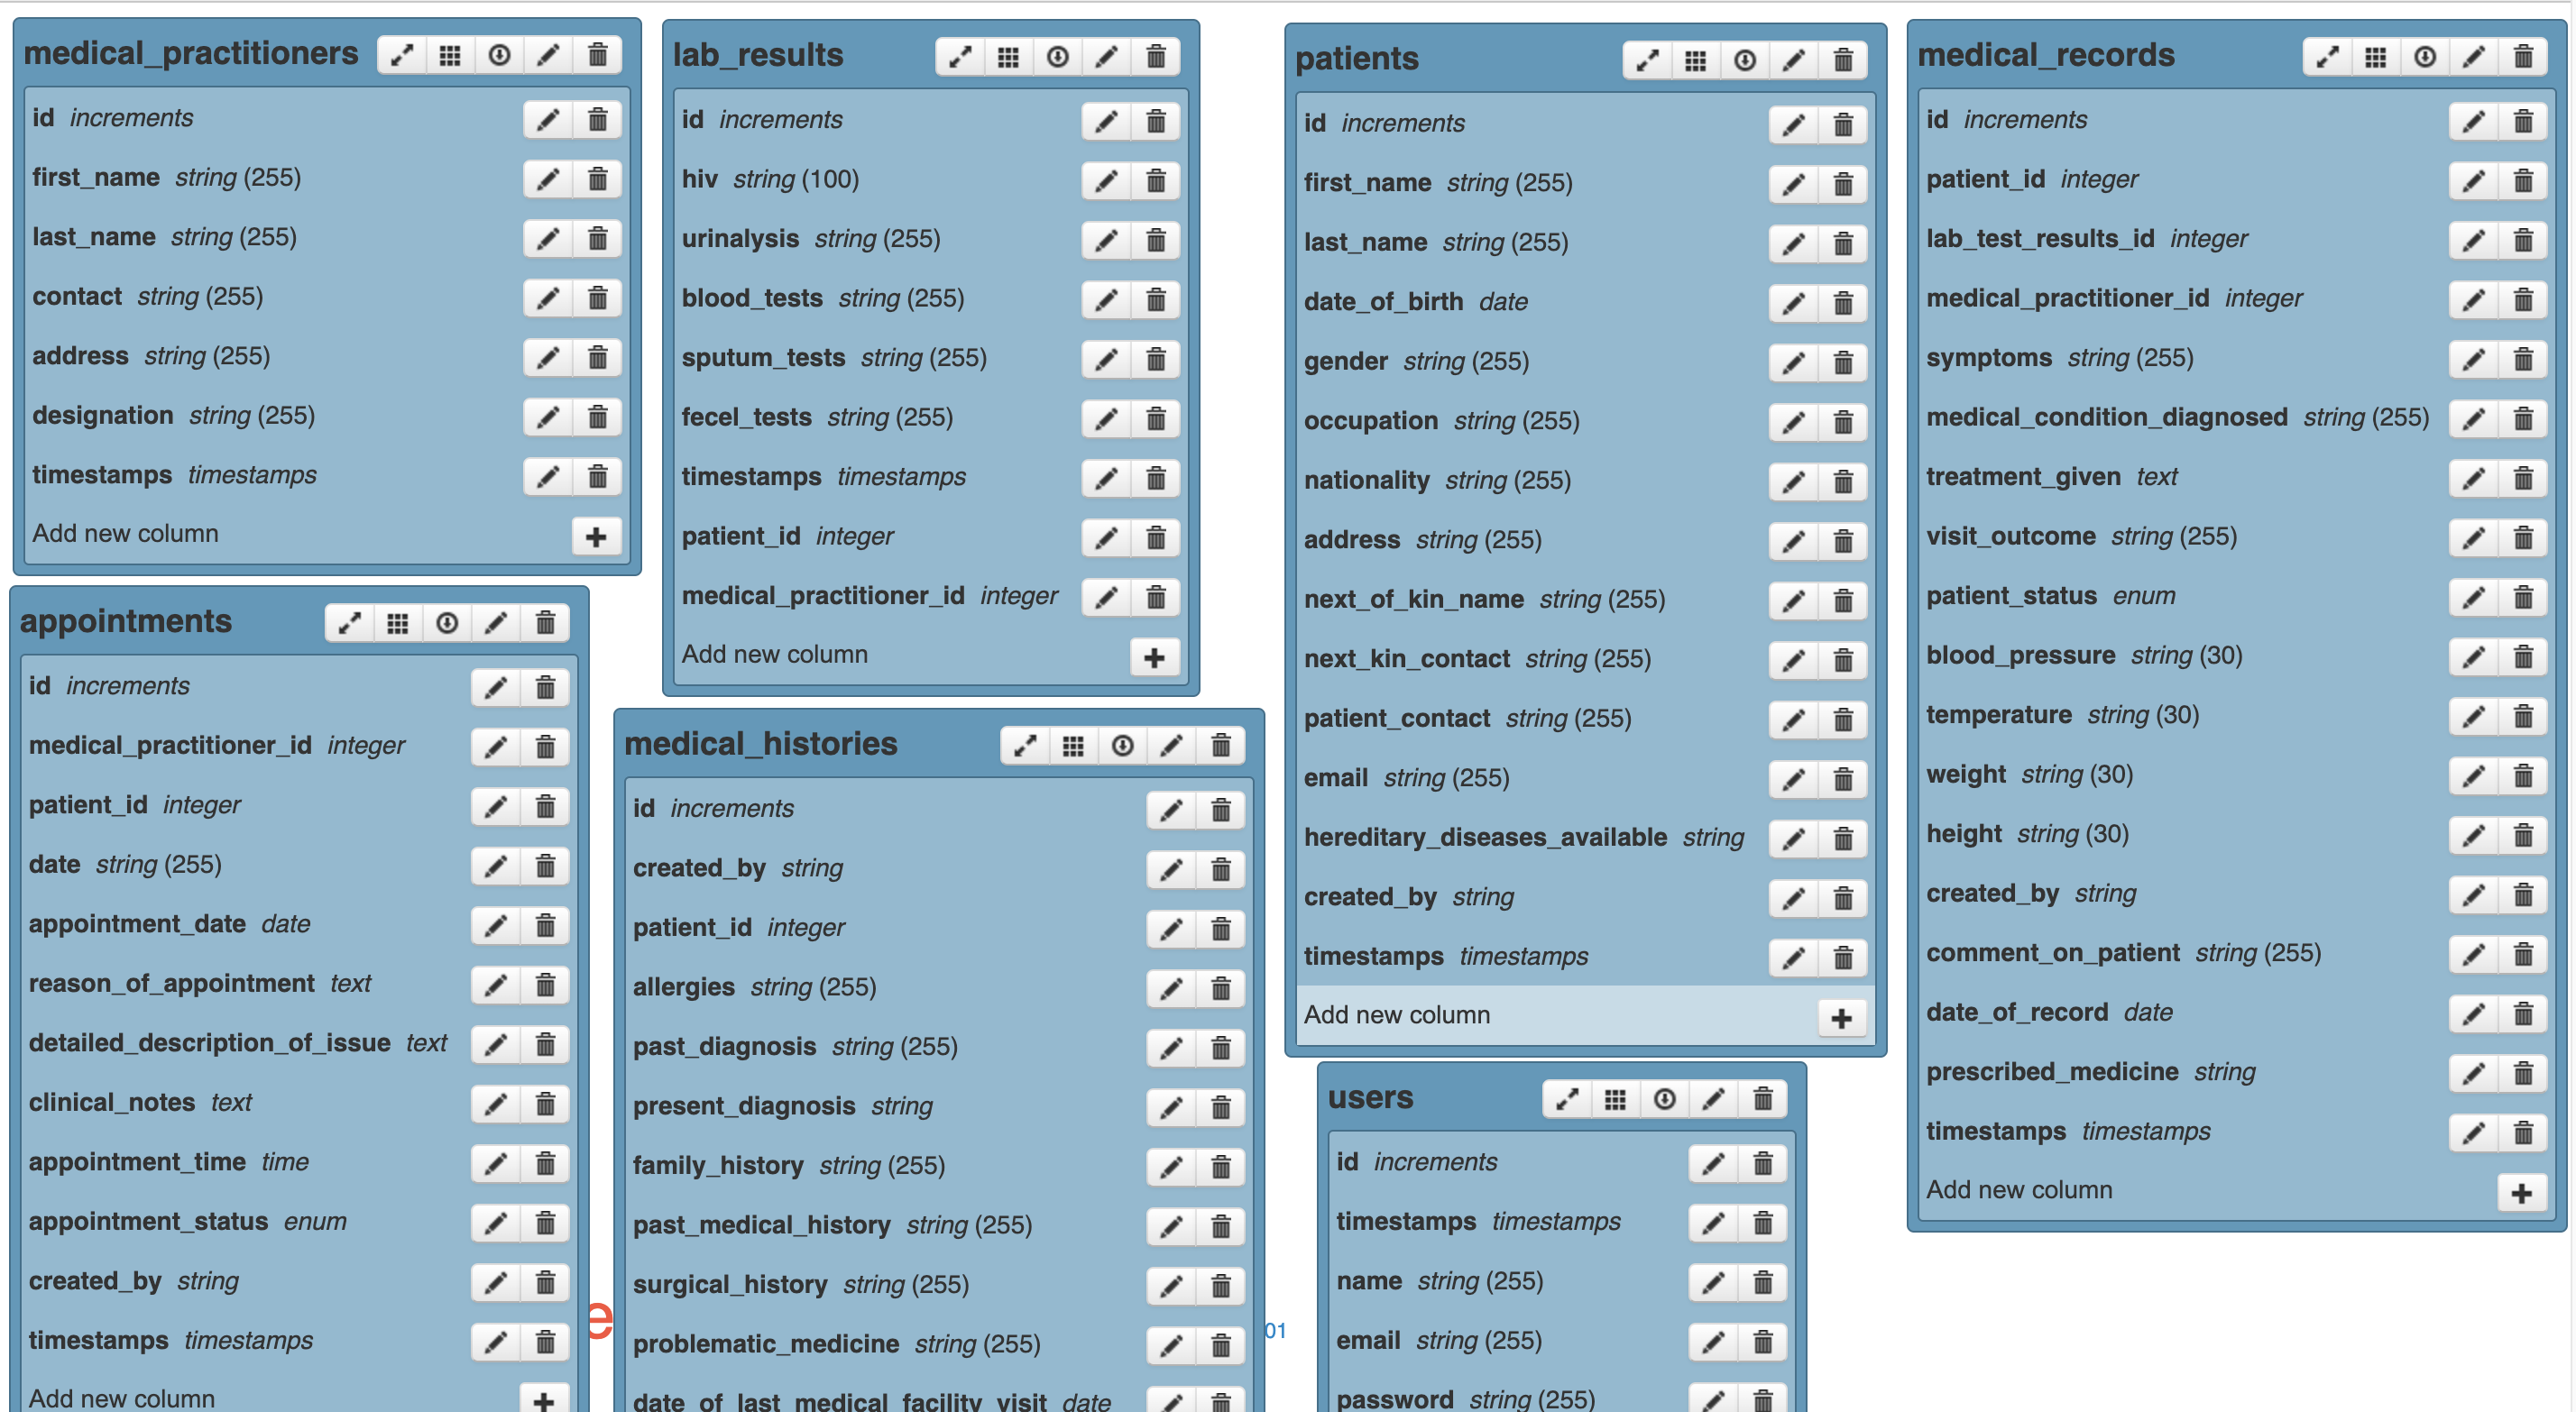 medical_practitioners
id increments
first_name string (255)
last_name string (255)
contact string (255)
address string (255)
designation string (255)
timestamps timestamps
Add new column
lab_results
id increments
hiv string (100)
urinalysis string (255)
blood_tests string (255)
sputum_tests string (255)
fecel_tests string (255)
timestamps timestamps
patient_id integer
medical_practitioner_id integer
Add new column
patients
id increments
first_name string (255)
last_name string (255)
date_of_birth date
gender string (255)
occupation string (255)
nationality string (255)
address string (255)
next_of_kin_name string (255)
next_kin_contact string (255)
patient_contact string (255)
email string (255)
hereditary_diseases_available string
created_by string
timestamps timestamps
Add new column
medical_records
id increments
patient_id integer
lab_test_results_id integer
medical_practitioner_id integer
symptoms string (255)
medical_condition_diagnosed string (255)
treatment_given text
visit_outcome string (255)
patient_status enum
blood_pressure string (30)
temperature string (30)
weight string (30)
height string (30)
created_by string
comment_on_patient string (255)
date_of_record date
prescribed_medicine string
timestamps timestamps
Add new column
appointments
id increments
medical_practitioner_id integer
patient_id integer
date string (255)
appointment_date date
reason_of_appointment text
detailed_description_of_issue text
clinical_notes text
appointment_time time
appointment_status enum
created_by string
timestamps timestamps
Add new column
e
medical_histories
id increments
created_by string
patient_id integer
allergies string (255)
past_diagnosis string (255)
present_diagnosis string
family_history string (255)
past_medical_history string (255)
surgical_history string (255)
problematic_medicine string (255)
date_of_last_medical_facility_visit date
01
users
id increments
timestamps timestamps
name string (255)
email string (255)
password string (255)